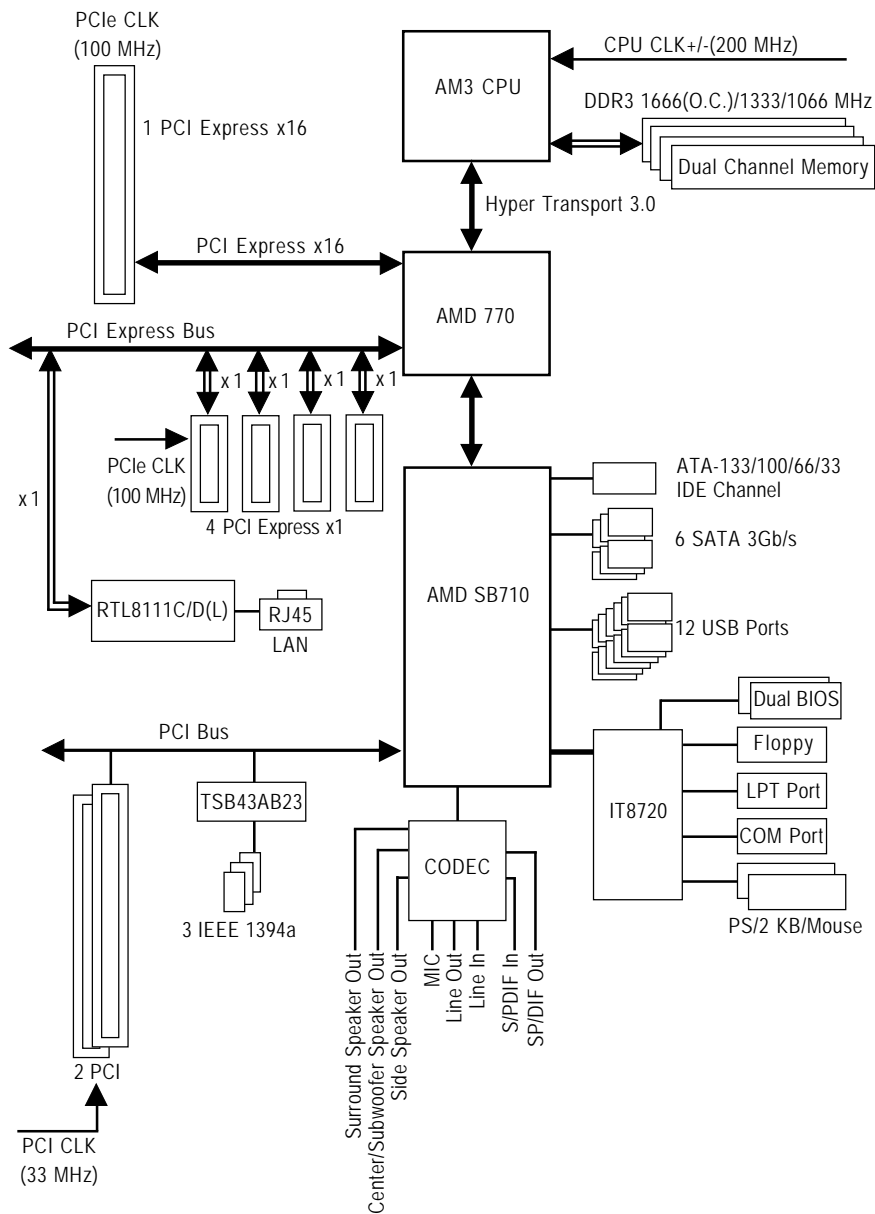 PCIe CLK
(100 MHz)
CPU CLK+/-(200 MHz)
AM3 CPU
DDR3 1666(O.C.)/1333/1066 MHz
1 PCI Express x16
Dual Channel Memory
Hyper Transport 3.0
PCI Express x16
AMD 770
PCI Express Bus
x1
x1
x1
x1
PCIe CLK
(100 MHz)
x1
4 PCI Express x1
ATA-133/100/66/33
IDE Channel
6 SATA 3Gb/s
AMD SB710
RTL8111C/D(L)
RJ45
LAN
12 USB Ports
Dual BIOS
PCI Bus
Floppy
TSB43AB23
LPT Port
IT8720
COM Port
CODEC
3 IEEE 1394a
PS/2 KB/Mouse
Surround Speaker Out
Center/Subwoofer Speaker Out
Side Speaker Out
MIC
Line Out
Line In
S/PDIF In
SP/DIF Out
2 PCI
PCI CLK
(33 MHz)